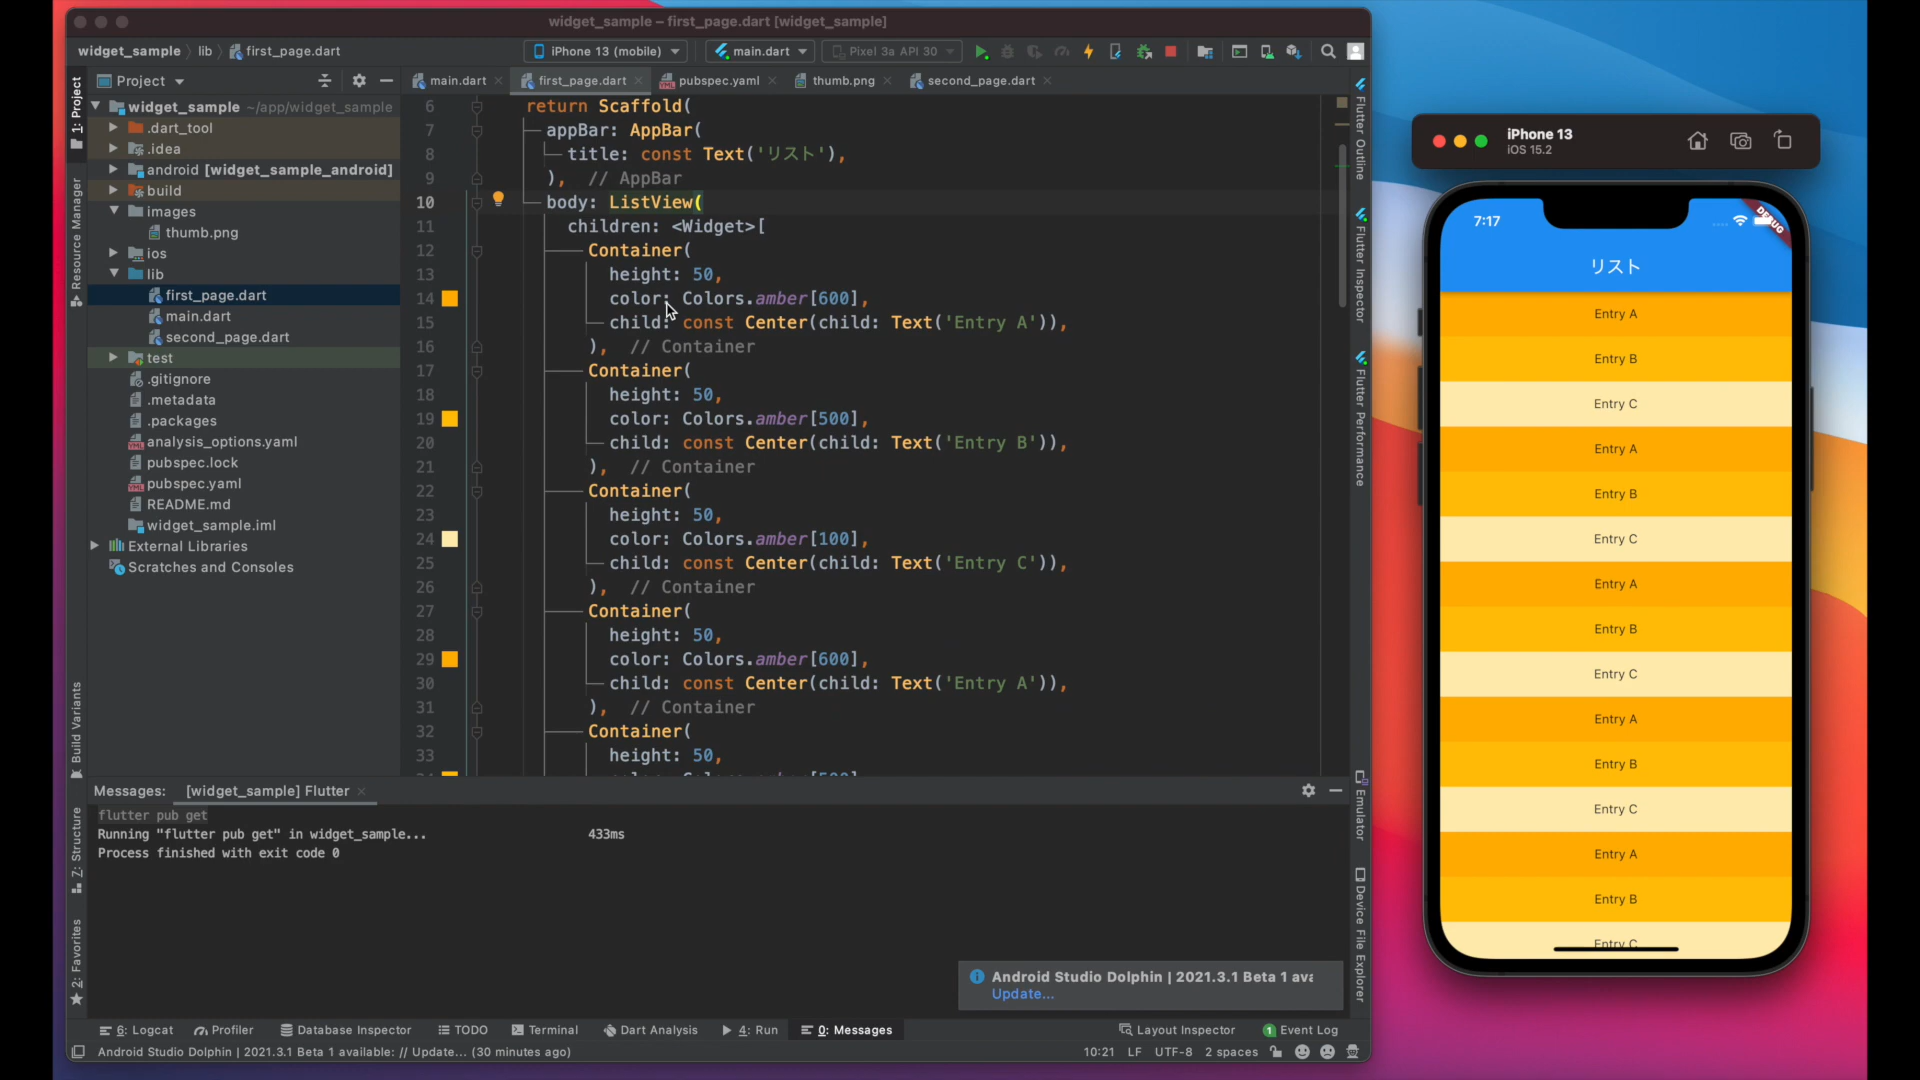 widget_sample – first_page.dart [widget_sample]
widget_sample lib first_page.dart
iPhone 13 (mobile) main.dart Pixel 3a API 30
Project
main.dart first_page.dart pubspec.yaml thumb.png second_page.dart
1: Project
Resource Manager
Build Variants
7: Structure
2: Favorites
widget_sample ~/app/widget_sample
.dart_tool
.idea
android [widget_sample_android]
build
images
thumb.png
ios
lib
first_page.dart
main.dart
second_page.dart
test
.gitignore
.metadata
.packages
analysis_options.yaml
pubspec.lock
pubspec.yaml
README.md
widget_sample.iml
External Libraries
Scratches and Consoles
6 return Scaffold(
7 appBar: AppBar(
8 title: const Text('リスト'),
9 ), // AppBar
10 body: ListView(
11 children: <Widget>[
12 Container(
13 height: 50,
14 color: Colors.amber[600],
15 child: const Center(child: Text('Entry A')),
16 ), // Container
17 Container(
18 height: 50,
19 color: Colors.amber[500],
20 child: const Center(child: Text('Entry B')),
21 ), // Container
22 Container(
23 height: 50,
24 color: Colors.amber[100],
25 child: const Center(child: Text('Entry C')),
26 ), // Container
27 Container(
28 height: 50,
29 color: Colors.amber[600],
30 child: const Center(child: Text('Entry A')),
31 ), // Container
32 Container(
33 height: 50,
Flutter Outline
Flutter Inspector
Flutter Performance
Emulator
Device File Explorer
Messages: [widget_sample] Flutter
flutter pub get
Running "flutter pub get" in widget_sample... 433ms
Process finished with exit code 0
Android Studio Dolphin | 2021.3.1 Beta 1 ava
Update...
6: Logcat Profiler Database Inspector TODO Terminal Dart Analysis 4: Run 0: Messages Layout Inspector 1 Event Log
Android Studio Dolphin | 2021.3.1 Beta 1 available: // Update... (30 minutes ago) 10:21 LF UTF-8 2 spaces
iPhone 13
iOS 15.2
7:17
DEBUG
リスト
Entry A
Entry B
Entry C
Entry A
Entry B
Entry C
Entry A
Entry B
Entry C
Entry A
Entry B
Entry C
Entry A
Entry B
Entry C